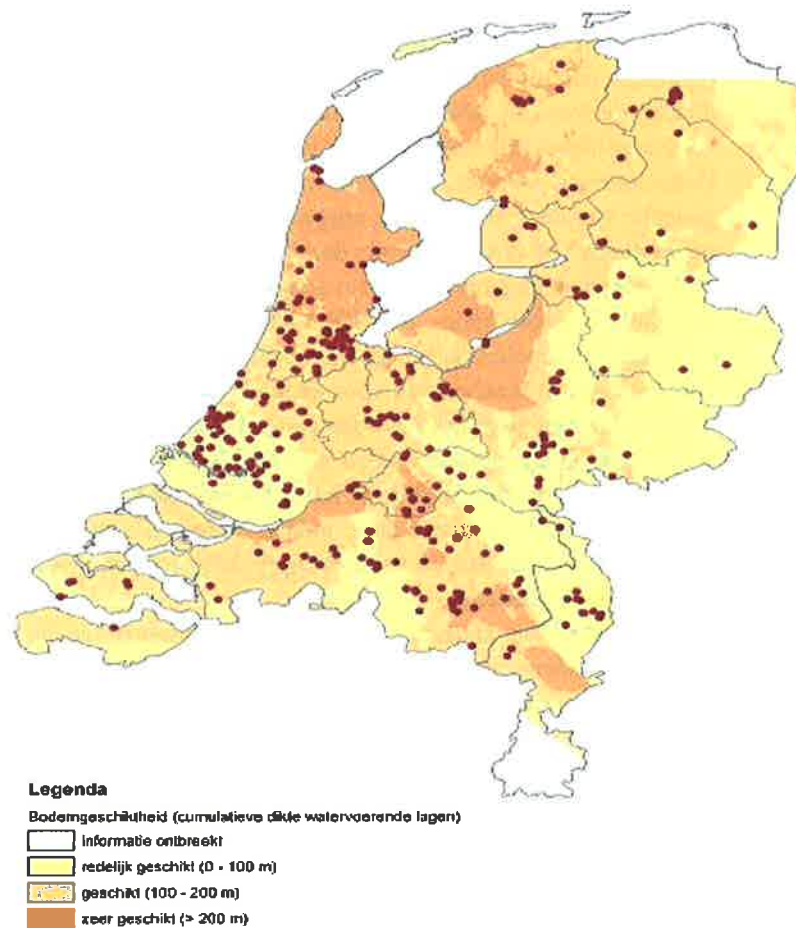 Legenda
Bodemgeschiktheid (cumulatieve dikte watervoerende lagen)
informatie ontbreekt
redelijk geschikt (0 - 100 m)
geschikt (100 - 200 m)
zeer geschikt (> 200 m)